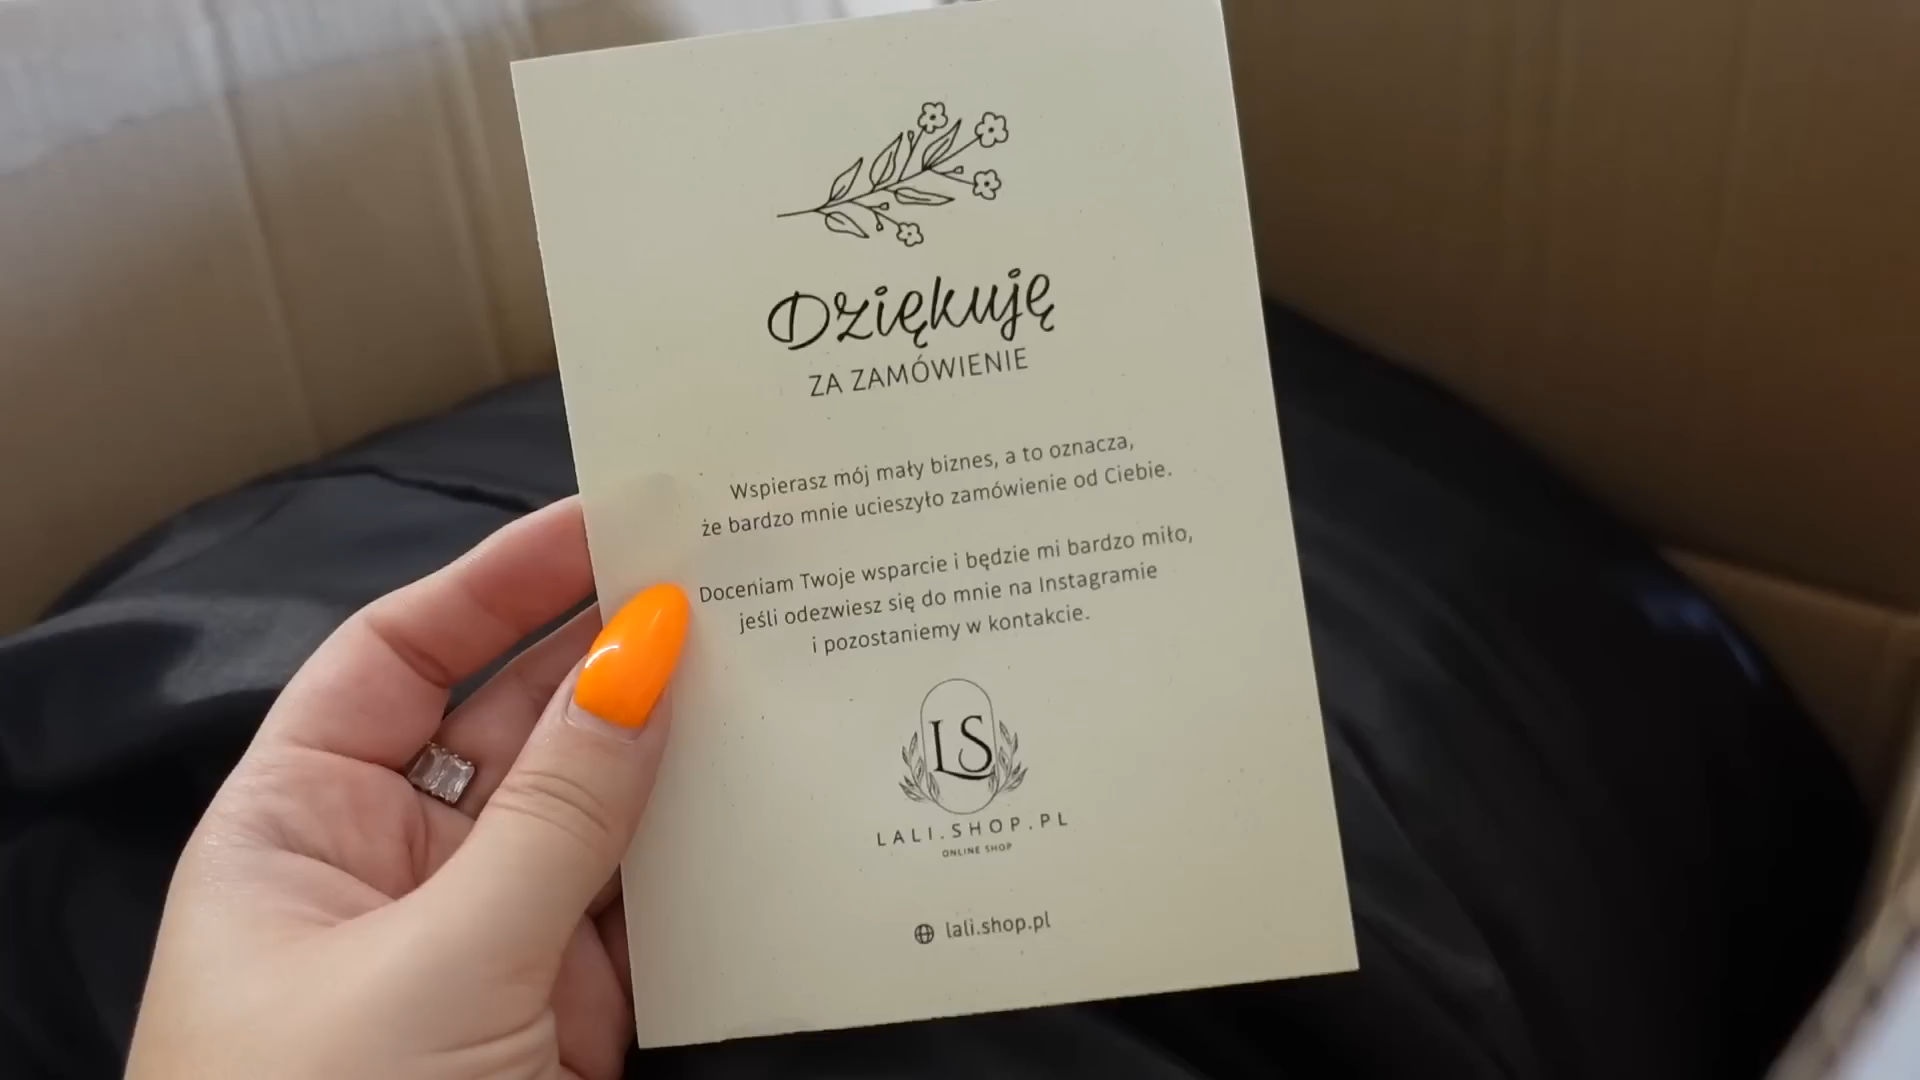 Dziękuję
ZA ZAMÓWIENIE
Wspierasz mój mały biznes, a to oznacza,
że bardzo mnie ucieszyło zamówienie od Ciebie.
Doceniam Twoje wsparcie i będzie mi bardzo miło,
jeśli odezwiesz się do mnie na Instagramie
i pozostaniemy w kontakcie.
LS
LALI.SHOP.PL
ONLINE SHOP
lali.shop.pl